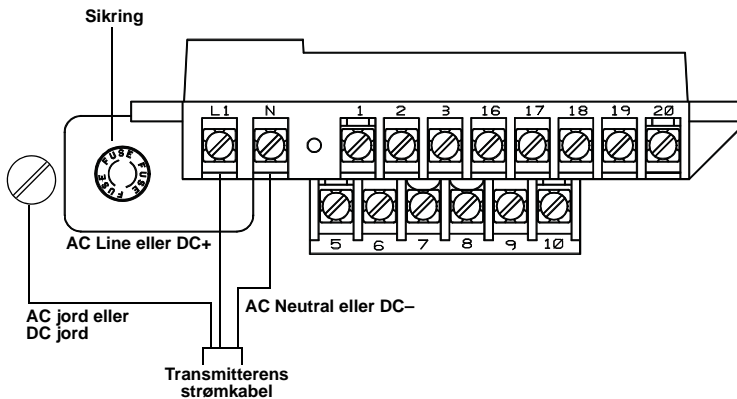 Sikring
L1 N 1 2 3 16 17 18 19 20
FUSE FUSE FUSE FUSE
5 6 7 8 9 10
AC Line eller DC+
AC Neutral eller DC–
AC jord eller
DC jord
Transmitterens
strømkabel